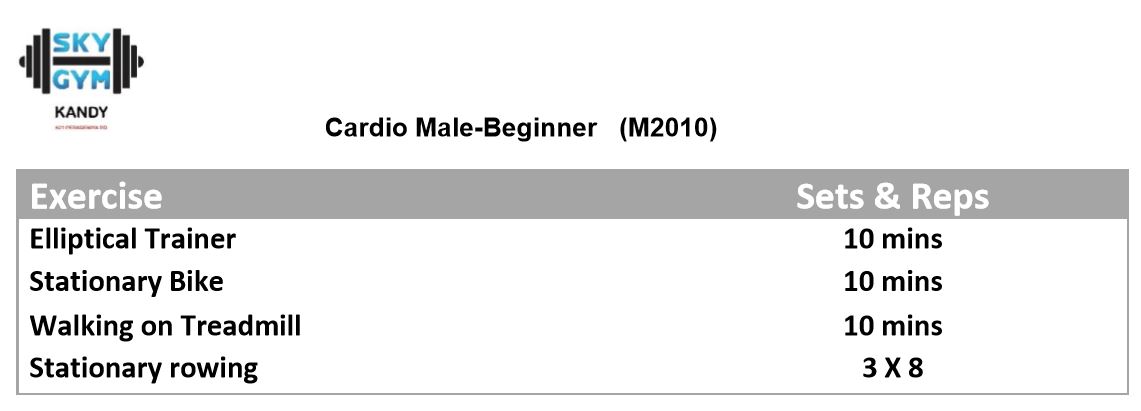 SKY
GYM
KANDY
Cardio Male-Beginner (M2010)
Exercise Sets & Reps
Elliptical Trainer 10 mins
Stationary Bike 10 mins
Walking on Treadmill 10 mins
Stationary rowing 3 X 8